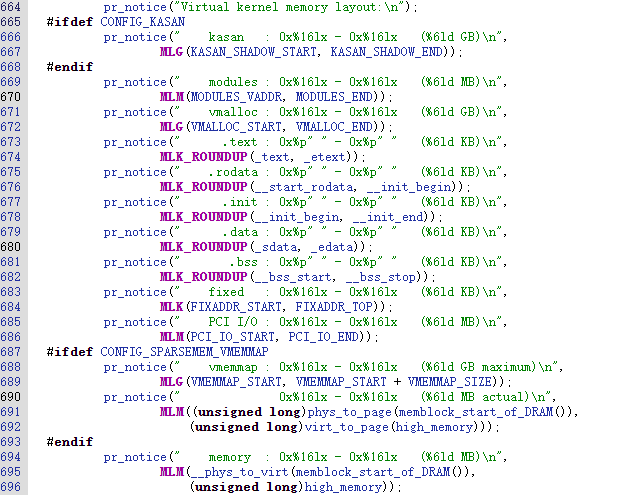 664 pr_notice("Virtual kernel memory layout:\n");
665 #ifdef CONFIG_KASAN
666 pr_notice("    kasan   : 0x%16lx - 0x%16lx   (%6ld GB)\n",
667 MLG(KASAN_SHADOW_START, KASAN_SHADOW_END));
668 #endif
669 pr_notice("    modules : 0x%16lx - 0x%16lx   (%6ld MB)\n",
670 MLM(MODULES_VADDR, MODULES_END));
671 pr_notice("    vmalloc : 0x%16lx - 0x%16lx   (%6ld GB)\n",
672 MLG(VMALLOC_START, VMALLOC_END));
673 pr_notice("      .text : 0x%p" " - 0x%p" "   (%6ld KB)\n",
674 MLK_ROUNDUP(_text, _etext));
675 pr_notice("    .rodata : 0x%p" " - 0x%p" "   (%6ld KB)\n",
676 MLK_ROUNDUP(__start_rodata, __init_begin));
677 pr_notice("      .init : 0x%p" " - 0x%p" "   (%6ld KB)\n",
678 MLK_ROUNDUP(__init_begin, __init_end));
679 pr_notice("      .data : 0x%p" " - 0x%p" "   (%6ld KB)\n",
680 MLK_ROUNDUP(_sdata, _edata));
681 pr_notice("       .bss : 0x%p" " - 0x%p" "   (%6ld KB)\n",
682 MLK_ROUNDUP(__bss_start, __bss_stop));
683 pr_notice("    fixed   : 0x%16lx - 0x%16lx   (%6ld KB)\n",
684 MLK(FIXADDR_START, FIXADDR_TOP));
685 pr_notice("    PCI I/O : 0x%16lx - 0x%16lx   (%6ld MB)\n",
686 MLM(PCI_IO_START, PCI_IO_END));
687 #ifdef CONFIG_SPARSEMEM_VMEMMAP
688 pr_notice("    vmemmap : 0x%16lx - 0x%16lx   (%6ld GB maximum)\n",
689 MLG(VMEMMAP_START, VMEMMAP_START + VMEMMAP_SIZE));
690 pr_notice("              0x%16lx - 0x%16lx   (%6ld MB actual)\n",
691 MLM((unsigned long)phys_to_page(memblock_start_of_DRAM()),
692 (unsigned long)virt_to_page(high_memory)));
693 #endif
694 pr_notice("    memory  : 0x%16lx - 0x%16lx   (%6ld MB)\n",
695 MLM(__phys_to_virt(memblock_start_of_DRAM()),
696 (unsigned long)high_memory));